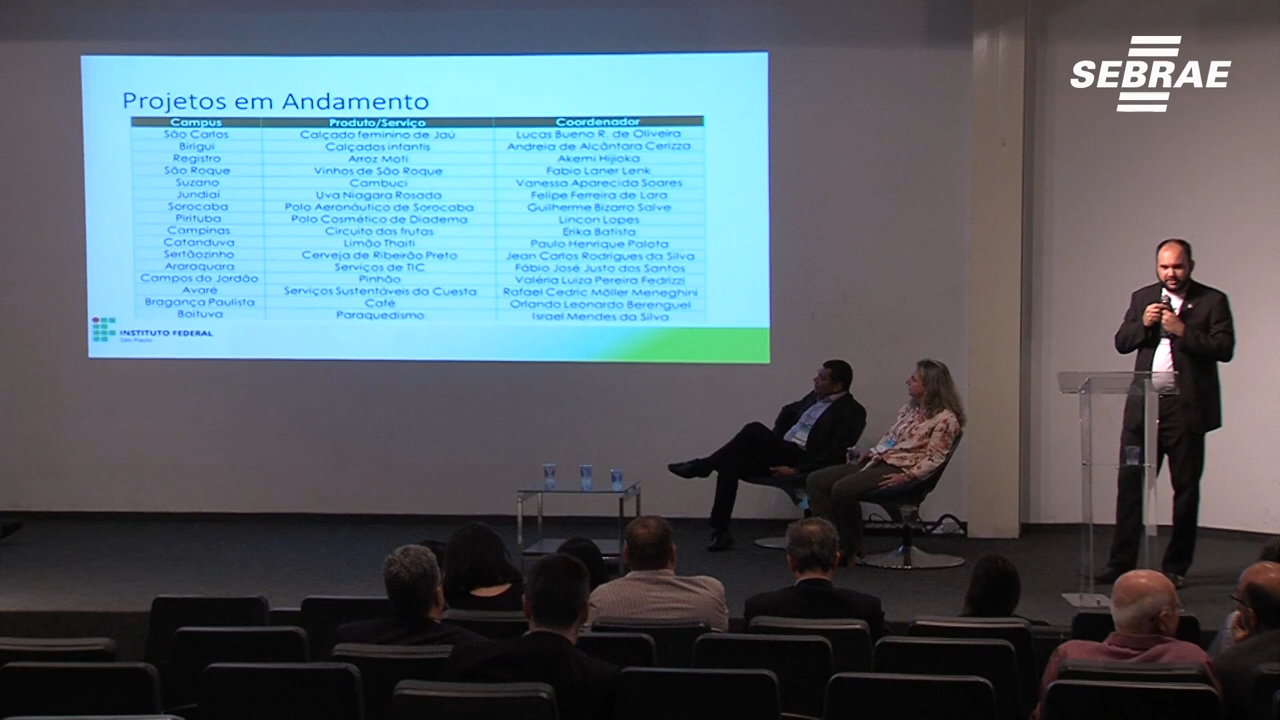 SEBRAE
Projetos em Andamento
Campus Produto/Serviço Coordenador
São Carlos Calçado feminino de Jaú Lucas Bueno R. de Oliveira
Birigui Calçados infantis Andreia de Alcântara Cerizza
Registro Arroz Moti Akemi Hijioka
São Roque Vinhos de São Roque Fabio Laner Lenk
Suzano Cambuci Vanessa Aparecida Soares
Jundiaí Uva Niagara Rosada Felipe Ferreira de Lara
Sorocaba Polo Aeronáutico de Sorocaba Guilherme Bizarro Salve
Pirituba Polo Cosmético de Diadema Lincon Lopes
Campinas Circuito das frutas Erika Batista
Catanduva Limão Thaiti Paulo Henrique Palota
Sertãozinho Cerveja de Ribeirão Preto Jean Carlos Rodrigues da Silva
Araraquara Serviços de TIC Fábio José Justo dos Santos
Campos do Jordão Pinhão Valéria Luiza Pereira Fedrizzi
Avaré Serviços Sustentáveis da Cuesta Rafael Cedric Möller Meneghini
Bragança Paulista Café Orlando Leonardo Berenguel
Boituva Paraquedismo Israel Mendes da Silva
INSTITUTO FEDERAL
São Paulo